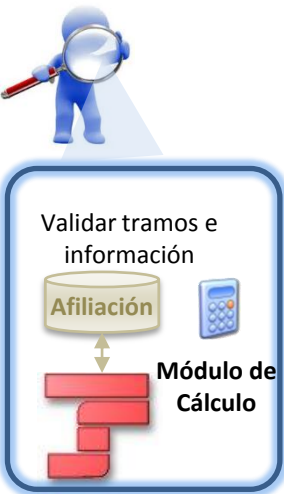 Validar tramos e
información
Afiliación
Módulo de
Cálculo